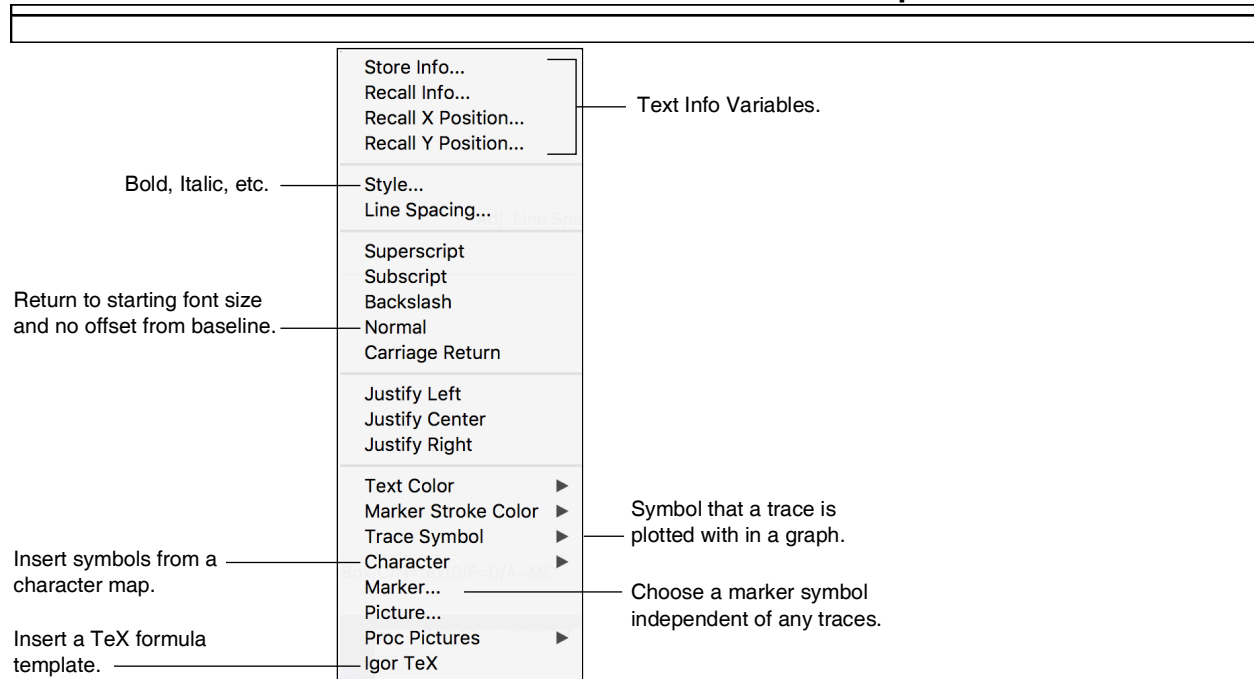 Store Info...
Recall Info...
Recall X Position...
Recall Y Position...
Text Info Variables.
Bold, Italic, etc.
Style...
Line Spacing...
Superscript
Subscript
Backslash
Normal
Carriage Return
Return to starting font size
and no offset from baseline.
Justify Left
Justify Center
Justify Right
Text Color
Marker Stroke Color
Trace Symbol
Character
Marker...
Picture...
Proc Pictures
Igor TeX
Symbol that a trace is
plotted with in a graph.
Insert symbols from a
character map.
Choose a marker symbol
independent of any traces.
Insert a TeX formula
template.